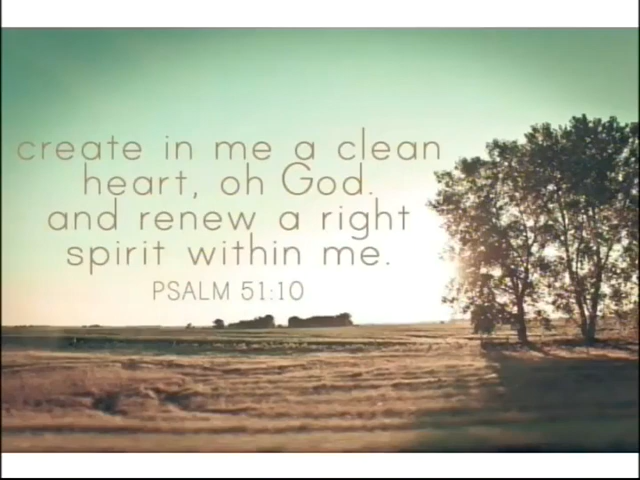 create in me a clean
heart, oh God.
and renew a right
spirit within me.
PSALM 51:10